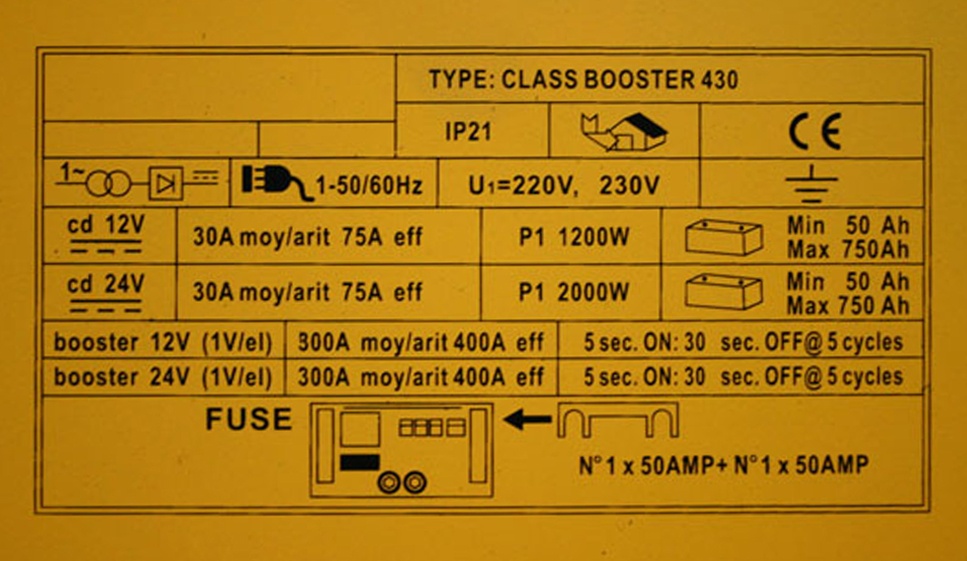 TYPE: CLASS BOOSTER 430
IP21
CE
1~
1-50/60Hz
U1=220V, 230V
cd 12V
30A moy/arit 75A eff
P1 1200W
Min 50 Ah
Max 750Ah
cd 24V
30A moy/arit 75A eff
P1 2000W
Min 50 Ah
Max 750 Ah
booster 12V (1V/el) 300A moy/arit 400A eff 5 sec. ON: 30 sec. OFF@ 5 cycles
booster 24V (1V/el) 300A moy/arit 400A eff 5 sec. ON: 30 sec. OFF@ 5 cycles
FUSE
N° 1 x 50AMP+ N° 1 x 50AMP